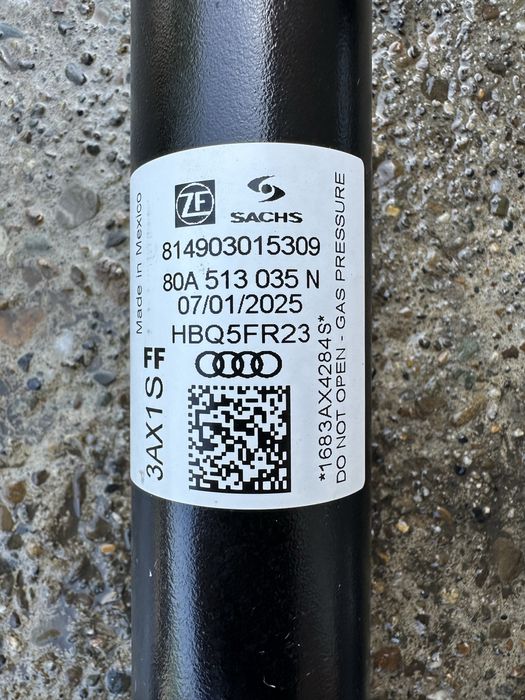 ZF
SACHS
814903015309
80A 513 035 N
07/01/2025
HBQ5FR23
Made in Mexico
3AX1S FF
*1683AX4284S*
DO NOT OPEN - GAS PRESSURE